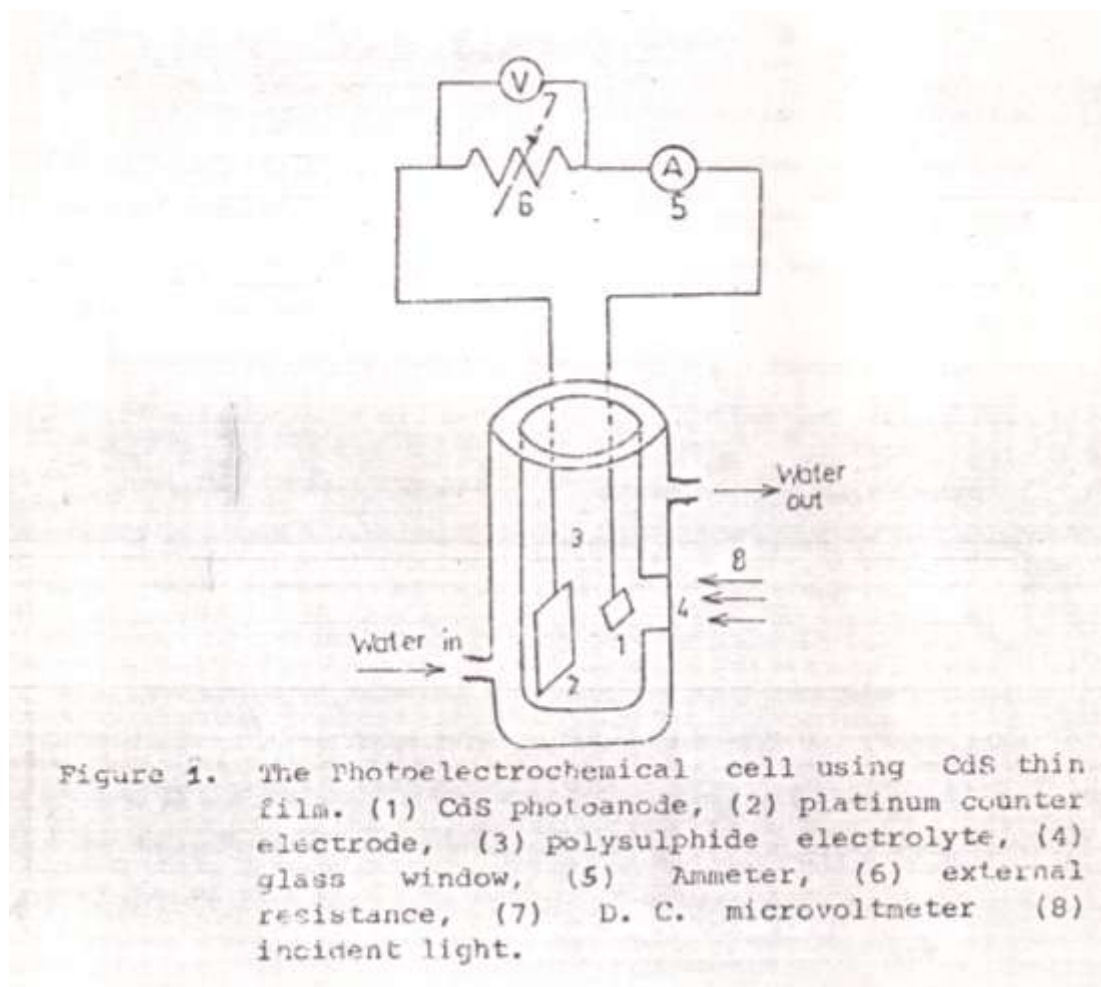 V
7
A
6
5
Water
out
3
8
4
Water in
1
2
Figure 1. The Photoelectrochemical cell using CdS thin
film. (1) CdS photoanode, (2) platinum counter
electrode, (3) polysulphide electrolyte, (4)
glass window, (5) Ammeter, (6) external
resistance, (7) D. C. microvoltmeter (8)
incident light.